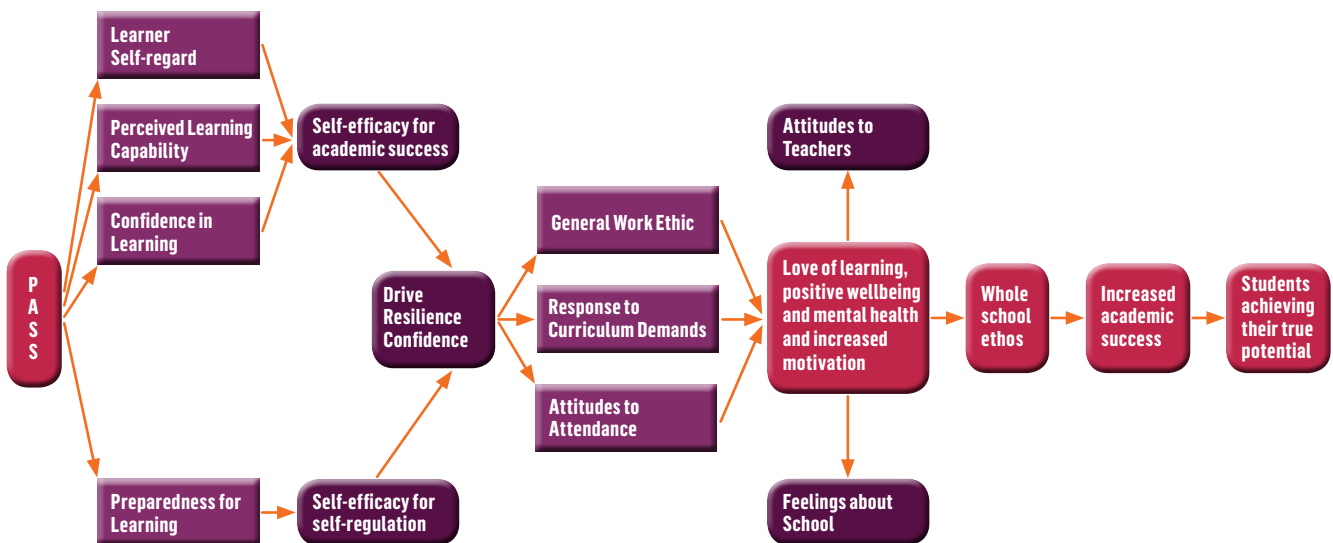 P
A
S
S
Learner
Self-regard
Perceived Learning
Capability
Confidence in
Learning
Preparedness for
Learning
Self-efficacy for
academic success
Self-efficacy for
self-regulation
Drive
Resilience
Confidence
General Work Ethic
Response to
Curriculum Demands
Attitudes to
Attendance
Attitudes to
Teachers
Love of learning,
positive wellbeing
and mental health
and increased
motivation
Feelings about
School
Whole
school
ethos
Increased
academic
success
Students
achieving
their true
potential